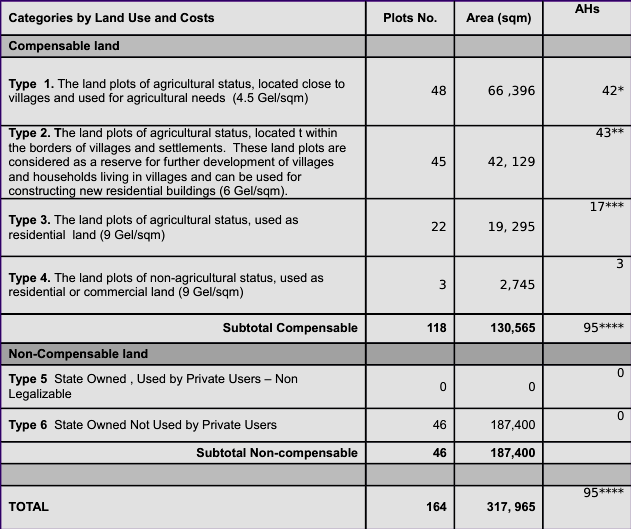 Categories by Land Use and Costs Plots No. Area (sqm) AHs
Compensable land
Type 1. The land plots of agricultural status, located close to
villages and used for agricultural needs (4.5 Gel/sqm) 48 66 ,396 42*
Type 2. The land plots of agricultural status, located t within
the borders of villages and settlements. These land plots are
considered as a reserve for further development of villages
and households living in villages and can be used for
constructing new residential buildings (6 Gel/sqm). 45 42, 129 43**
Type 3. The land plots of agricultural status, used as
residential land (9 Gel/sqm) 22 19, 295 17***
Type 4. The land plots of non-agricultural status, used as
residential or commercial land (9 Gel/sqm) 3 2,745 3
Subtotal Compensable 118 130,565 95****
Non-Compensable land
Type 5 State Owned , Used by Private Users – Non
Legalizable 0 0 0
Type 6 State Owned Not Used by Private Users 46 187,400 0
Subtotal Non-compensable 46 187,400
TOTAL 164 317, 965 95****